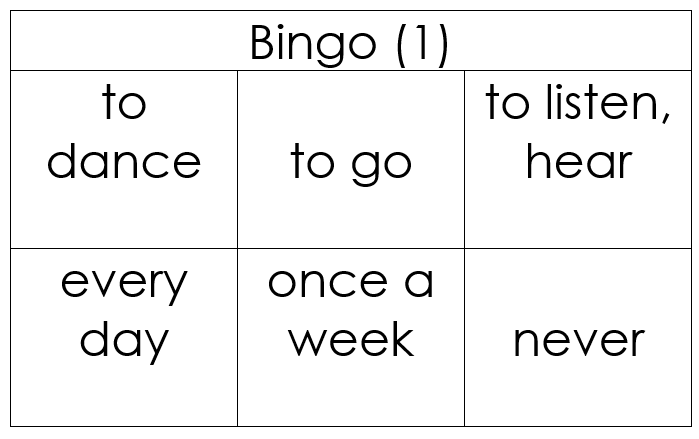 Bingo (1)
to
dance
to go
to listen,
hear
every
day
once a
week
never